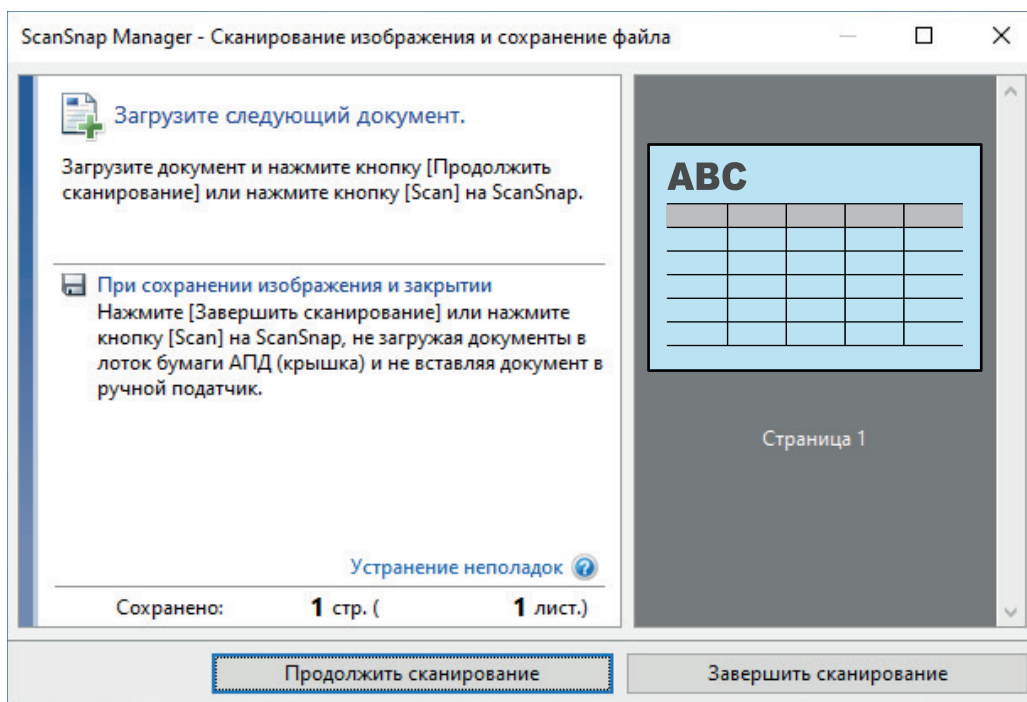 ScanSnap Manager - Сканирование изображения и сохранение файла
Загрузите следующий документ.
Загрузите документ и нажмите кнопку [Продолжить
сканирование] или нажмите кнопку [Scan] на ScanSnap.
При сохранении изображения и закрытии
Нажмите [Завершить сканирование] или нажмите
кнопку [Scan] на ScanSnap, не загружая документы в
лоток бумаги АПД (крышка) и не вставляя документ в
ручной податчик.
Устранение неполадок
Сохранено: 1 стр. ( 1 лист.)
ABC
Страница 1
Продолжить сканирование
Завершить сканирование